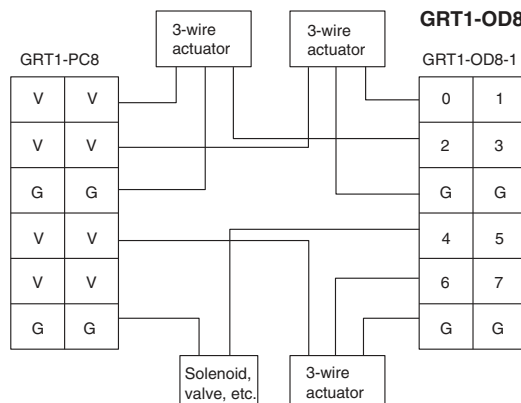 GRT1-OD8
3-wire
actuator
3-wire
actuator
GRT1-PC8
GRT1-OD8-1
V V
0 1
V V
2 3
G G
G G
V V
4 5
V V
6 7
G G
G G
Solenoid,
valve, etc.
3-wire
actuator